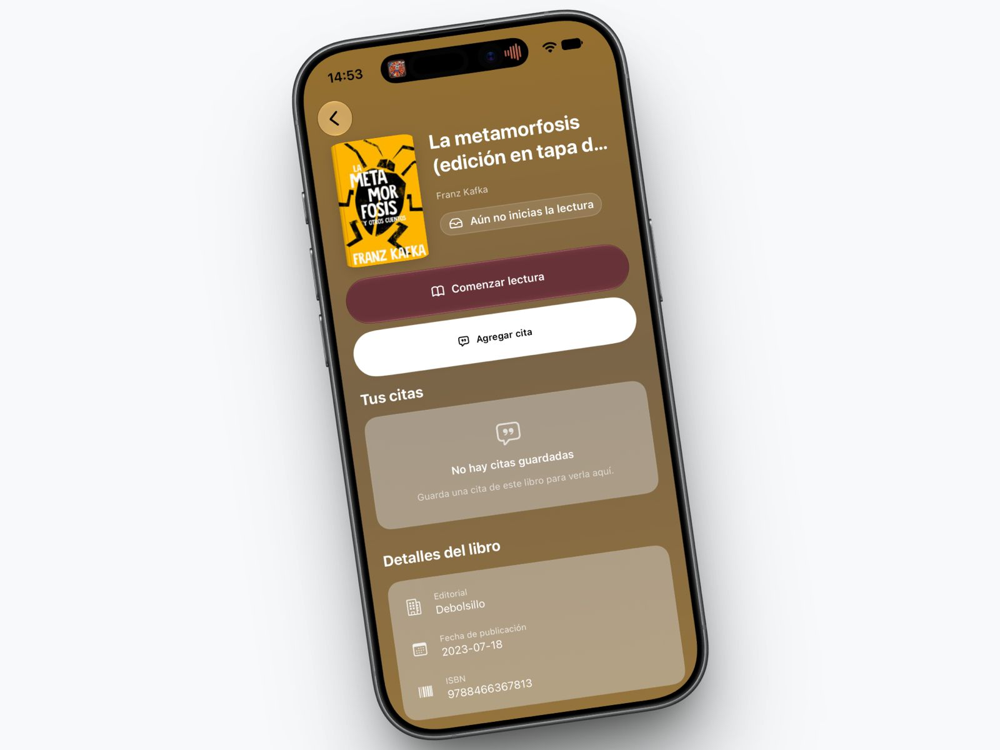 14:53
LA
META
MOR
FOSIS
Y OTROS CUENTOS
FRANZ KAFKA
La metamorfosis
(edición en tapa d...
Franz Kafka
Aún no inicias la lectura
Comenzar lectura
Agregar cita
Tus citas
No hay citas guardadas
Guarda una cita de este libro para verla aquí.
Detalles del libro
Editorial
Debolsillo
Fecha de publicación
2023-07-18
ISBN
9788466367813